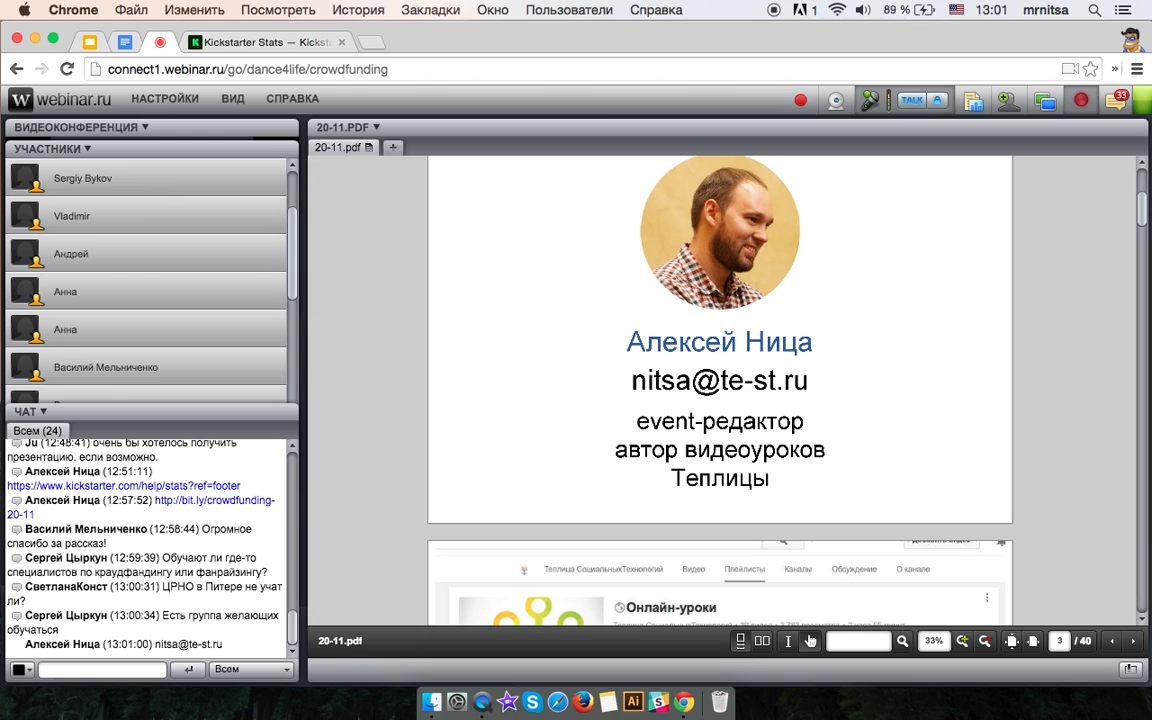 Chrome Файл Изменить Посмотреть История Закладки Окно Пользователи Справка 1 89 % 13:01 mrnitsa
Kickstarter Stats — Kickst
connect1.webinar.ru/go/dance4life/crowdfunding
W webinar.ru НАСТРОЙКИ ВИД СПРАВКА TALK 33
ВИДЕОКОНФЕРЕНЦИЯ
УЧАСТНИКИ
Sergiy Bykov
Vladimir
Андрей
Анна
Анна
Василий Мельниченко
ЧАТ
Всем (24)
Ju (12:48:41) очень бы хотелось получить
презентацию. если возможно.
Алексей Ница (12:51:11)
https://www.kickstarter.com/help/stats?ref=footer
Алексей Ница (12:57:52) http://bit.ly/crowdfunding-
20-11
Василий Мельниченко (12:58:44) Огромное
спасибо за рассказ!
Сергей Цыркун (12:59:39) Обучают ли где-то
специалистов по краудфандингу или фанрайзингу?
СветланаКонст (13:00:31) ЦРНО в Питере не учат
ли?
Сергей Цыркун (13:00:34) Есть группа желающих
обучаться
Алексей Ница (13:01:00) nitsa@te-st.ru
Всем
20-11.PDF
20-11.pdf
Алексей Ница
nitsa@te-st.ru
event-редактор
автор видеоуроков
Теплицы
Теплица СоциальныхТехнологий Видео Плейлисты Каналы Обсуждение О канале
Онлайн-уроки
20-11.pdf 33% 3 / 40
Ai